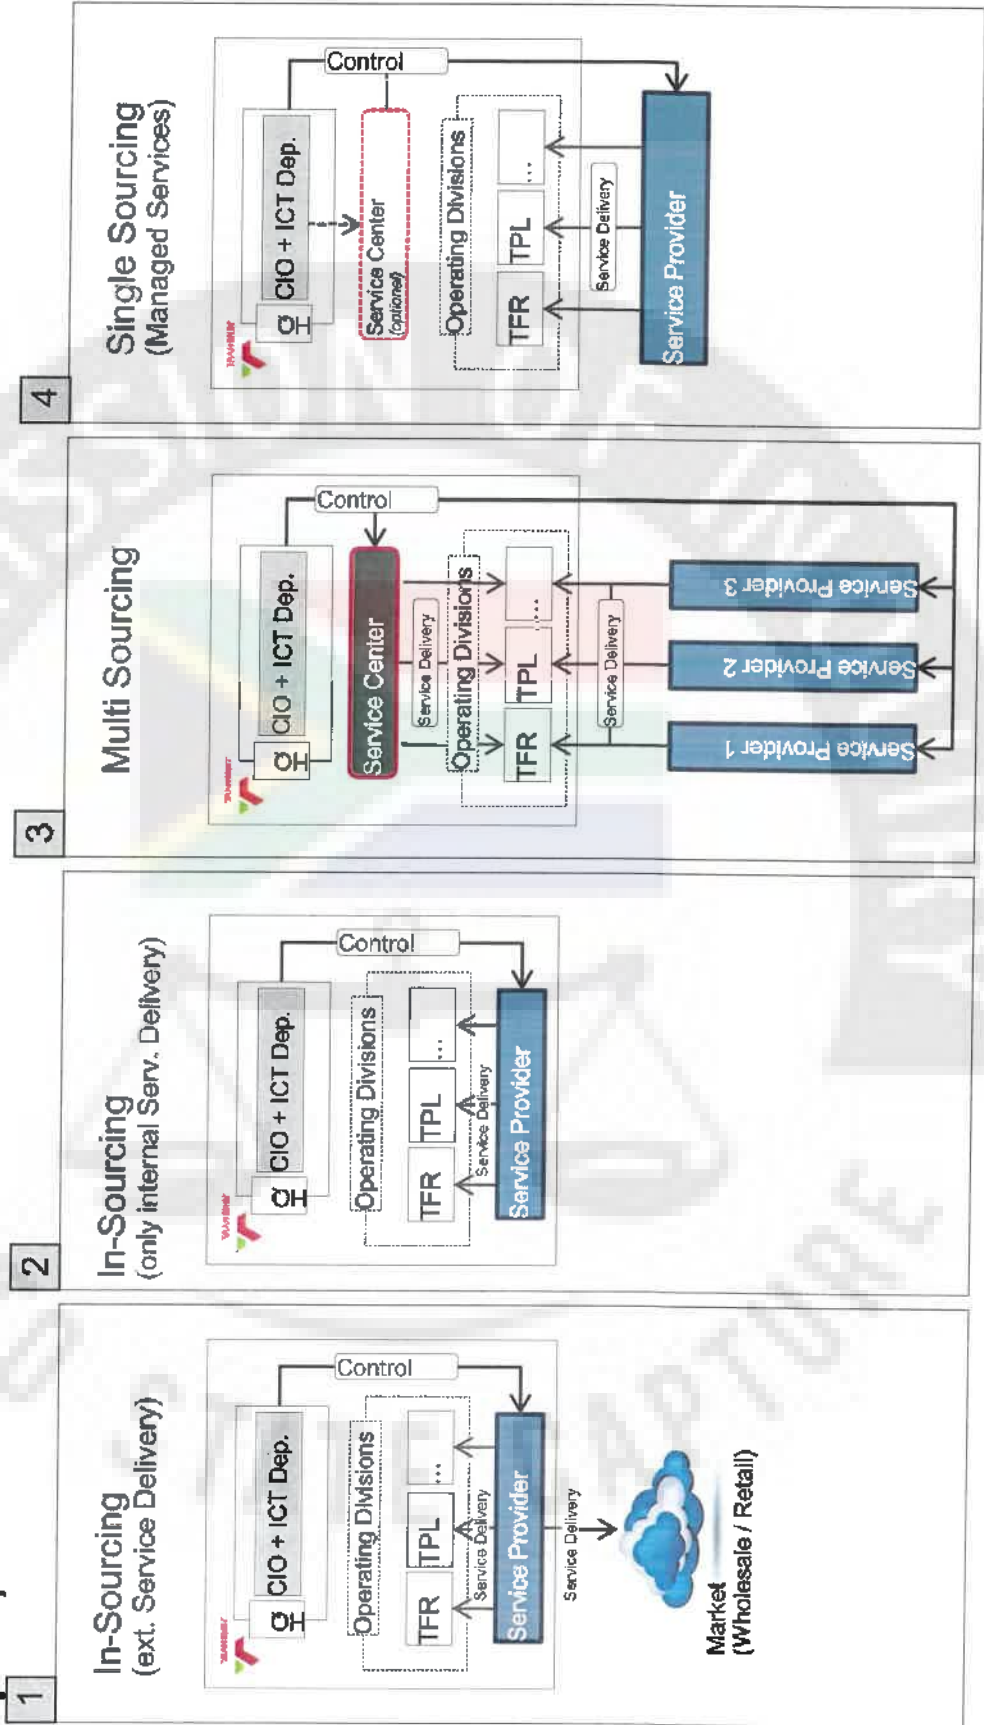 1
In-Sourcing
(ext. Service Delivery)
CIO + ICT Dep.
Control
Operating Divisions
TFR
TPL
...
Service Delivery
Service Provider
Service Delivery
Market
(Wholesale / Retail)
2
In-Sourcing
(only internal Serv. Delivery)
CIO + ICT Dep.
Control
Operating Divisions
TFR
TPL
...
Service Delivery
Service Provider
3
Multi Sourcing
CIO + ICT Dep.
Control
Service Center
Service Delivery
Operating Divisions
TFR
TPL
...
Service Delivery
Service Provider 1
Service Provider 2
Service Provider 3
4
Single Sourcing
(Managed Services)
CIO + ICT Dep.
Control
Service Center
(optional)
Operating Divisions
TFR
TPL
...
Service Delivery
Service Provider